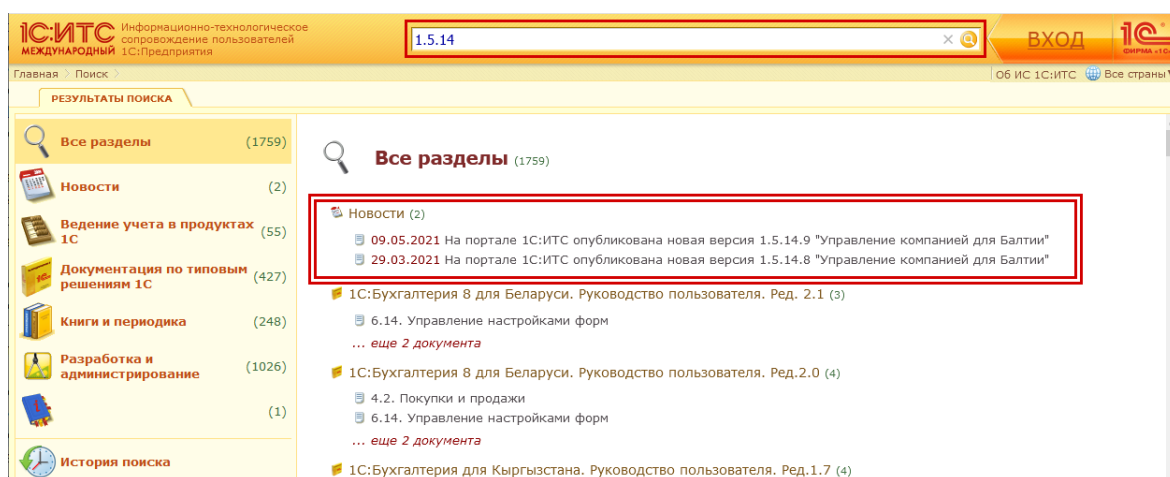 1С:ИТС
МЕЖДУНАРОДНЫЙ
Информационно-технологическое
сопровождение пользователей
1С:Предприятия
1.5.14
ВХОД
1С
ФИРМА «1С
Главная > Поиск >
Об ИС 1С:ИТС Все страны
РЕЗУЛЬТАТЫ ПОИСКА
Все разделы (1759)
Новости (2)
Ведение учета в продуктах
1С (55)
Документация по типовым
решениям 1С (427)
Книги и периодика (248)
Разработка и
администрирование (1026)
(1)
История поиска
Все разделы (1759)
Новости (2)
09.05.2021 На портале 1С:ИТС опубликована новая версия 1.5.14.9 "Управление компанией для Балтии"
29.03.2021 На портале 1С:ИТС опубликована новая версия 1.5.14.8 "Управление компанией для Балтии"
1С:Бухгалтерия 8 для Беларуси. Руководство пользователя. Ред. 2.1 (3)
6.14. Управление настройками форм
... еще 2 документа
1С:Бухгалтерия 8 для Беларуси. Руководство пользователя. Ред.2.0 (4)
4.2. Покупки и продажи
6.14. Управление настройками форм
... еще 2 документа
1С:Бухгалтерия для Кыргызстана. Руководство пользователя. Ред.1.7 (4)